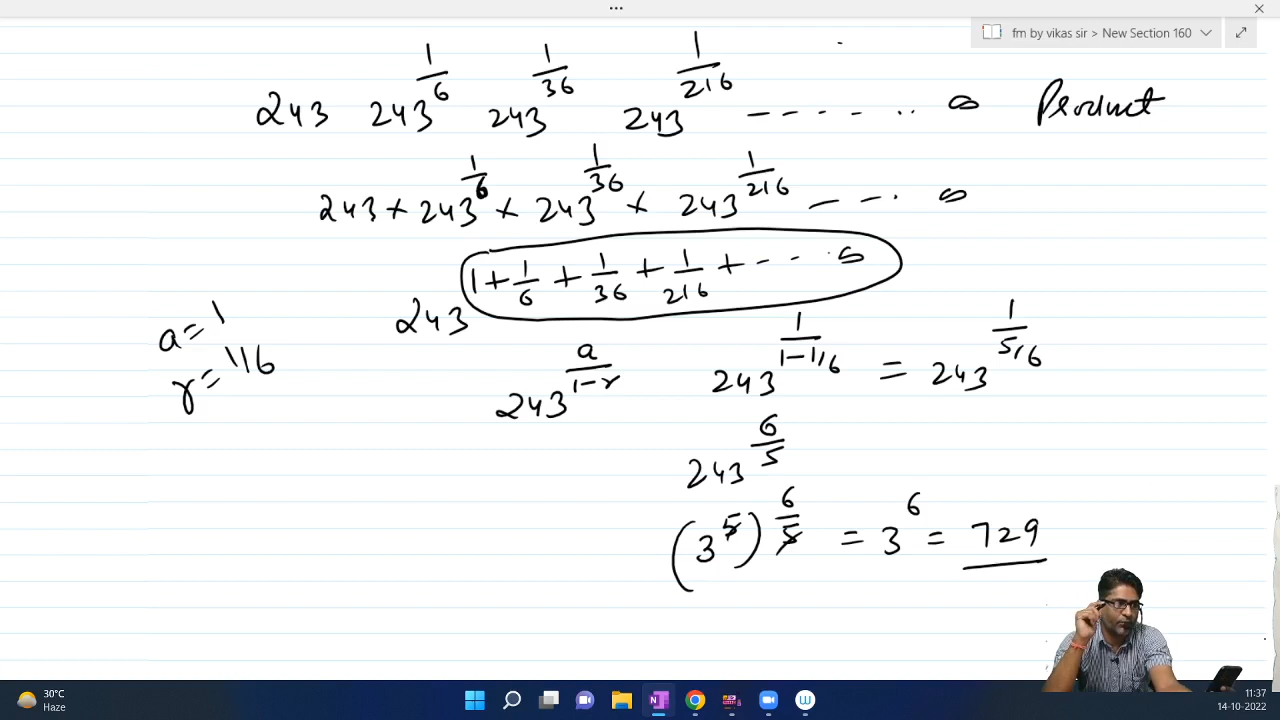 ...
fm by vikas sir > New Section 160
243 243^1/6 243^1/36 243^1/216 ------.. ∞ Product
243 × 243^1/6 × 243^1/36 × 243^1/216 ---. ∞
243^1+1/6+1/36+1/216+--.∞
a=1
r=1/6
243^a/1-r 243^1/1-1/6 = 243^1/5/6
243^6/5
(3^5)^6/5 = 3^6 = 729
30°C
Haze
11:37
14-10-2022